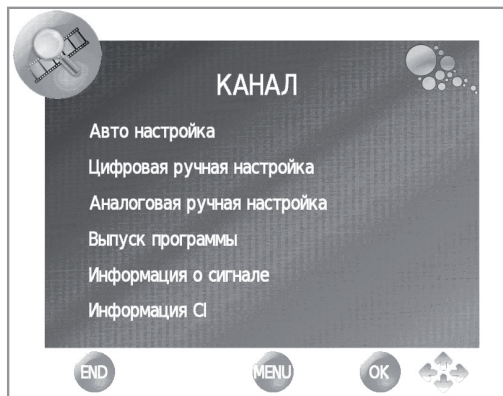 КАНАЛ
Авто настройка
Цифровая ручная настройка
Аналоговая ручная настройка
Выпуск программы
Информация о сигнале
Информация CI
END MENU OK